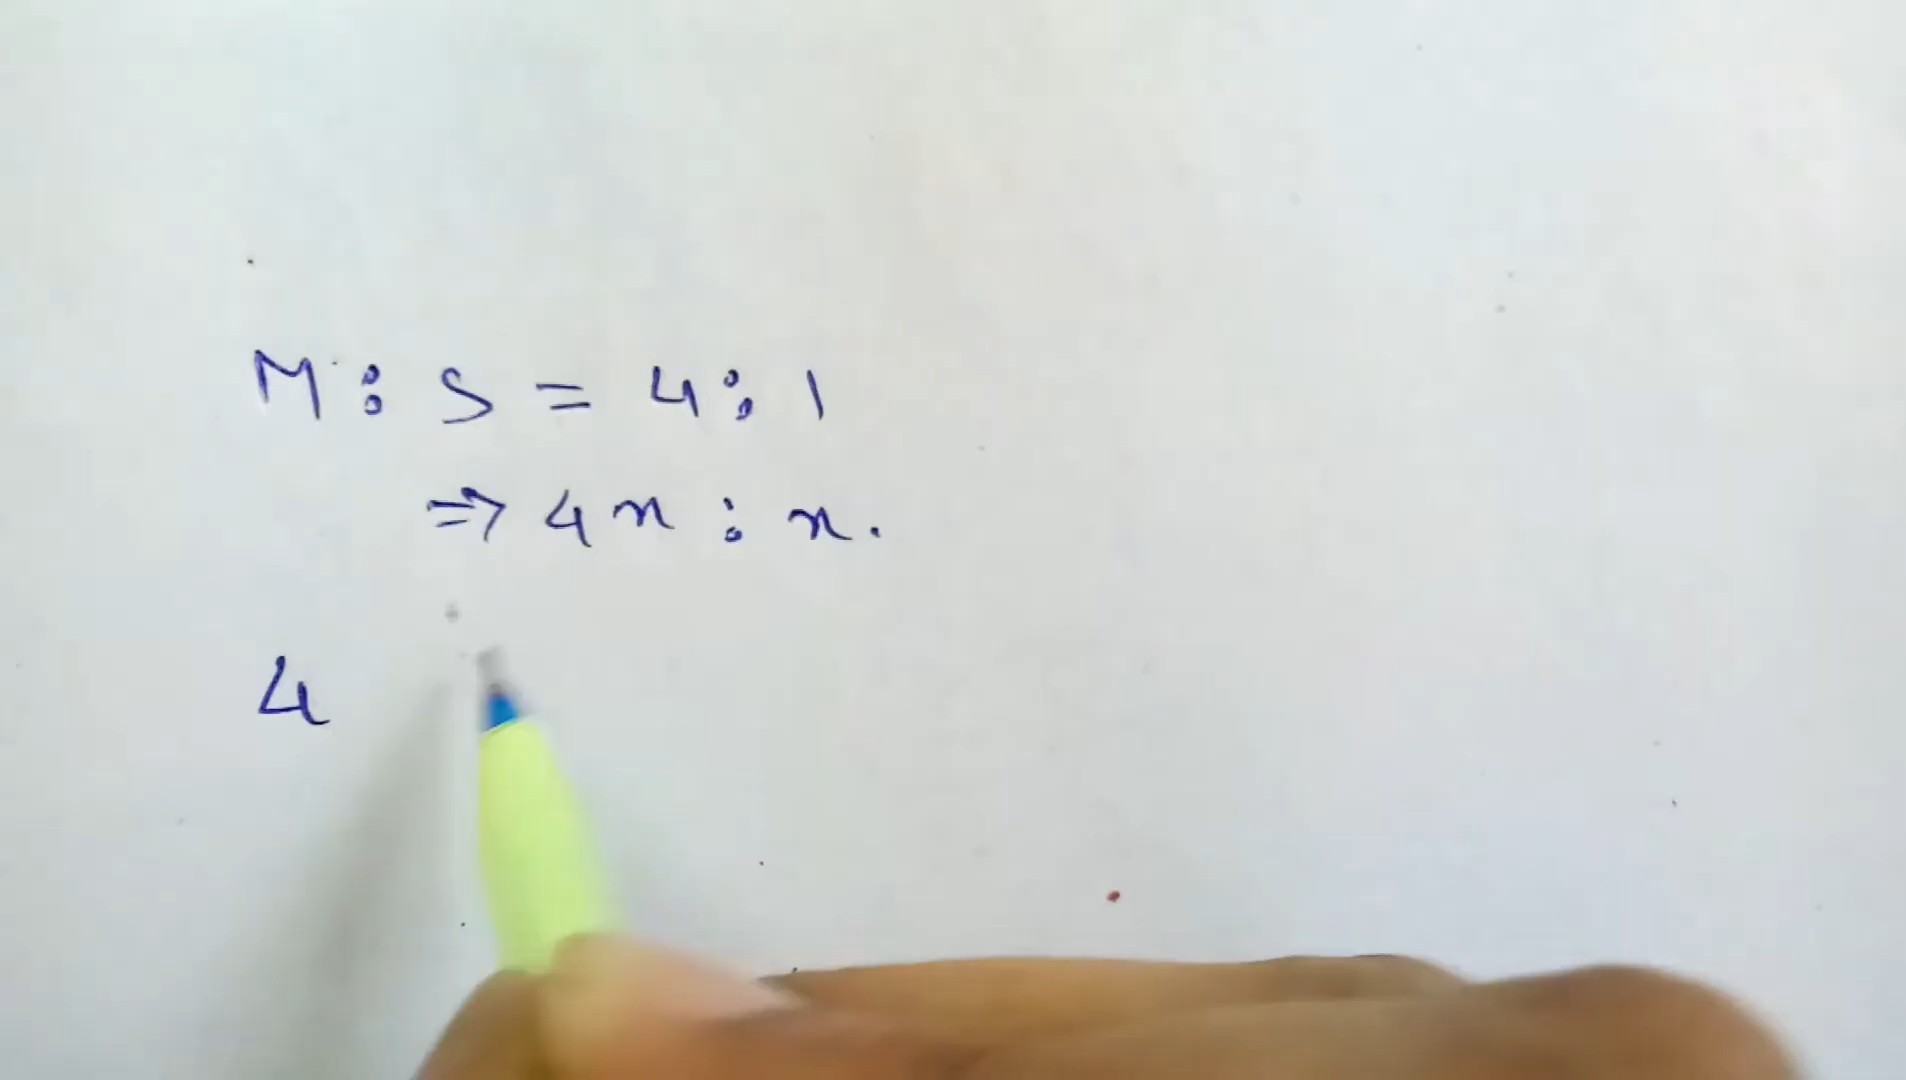 M : S = 4 : 1
⇒ 4x : x.
4